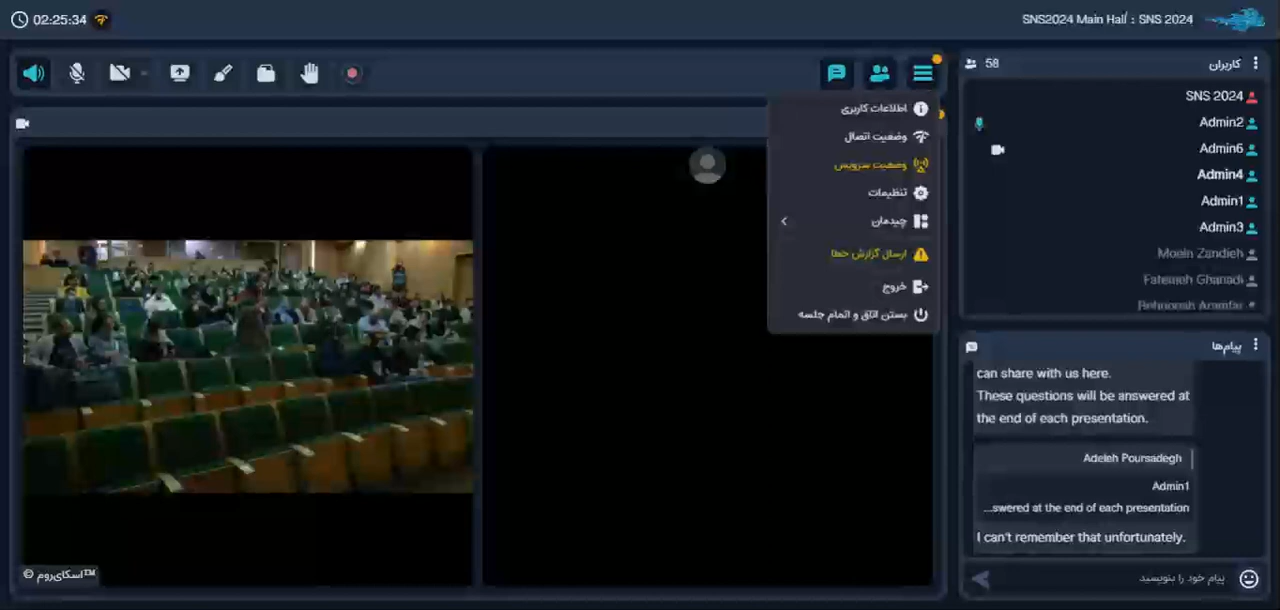 02:25:34
SNS2024 Main Hall : SNS 2024
کاربران
58
SNS 2024
Admin2
Admin6
Admin4
Admin1
Admin3
Moein Zandieh
Fatemeh Ghanadi
اطلاعات کاربری
وضعیت اتصال
وضعیت سرویس
تنظیمات
چیدمان
ارسال گزارش خطا
خروج
بستن اتاق و اتمام جلسه
پیام‌ها
can share with us here.
These questions will be answered at
the end of each presentation.
Adeleh Poursadegh
Admin1
...swered at the end of each presentation
I can't remember that unfortunately.
پیام خود را بنویسید
© اسکای‌روم™